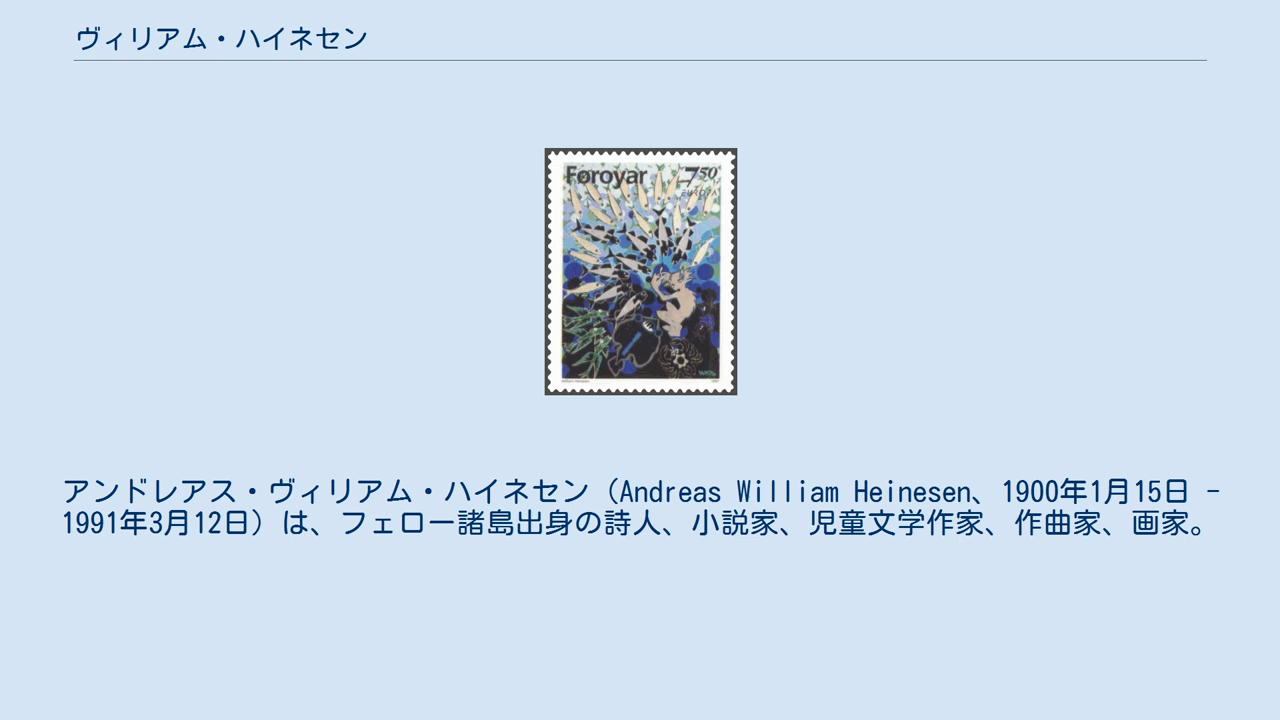 ヴィリアム・ハイネセン
Føroyar 7⁵⁰
EUROPA
アンドレアス・ヴィリアム・ハイネセン（Andreas William Heinesen、1900年1月15日 -
1991年3月12日）は、フェロー諸島出身の詩人、小説家、児童文学作家、作曲家、画家。